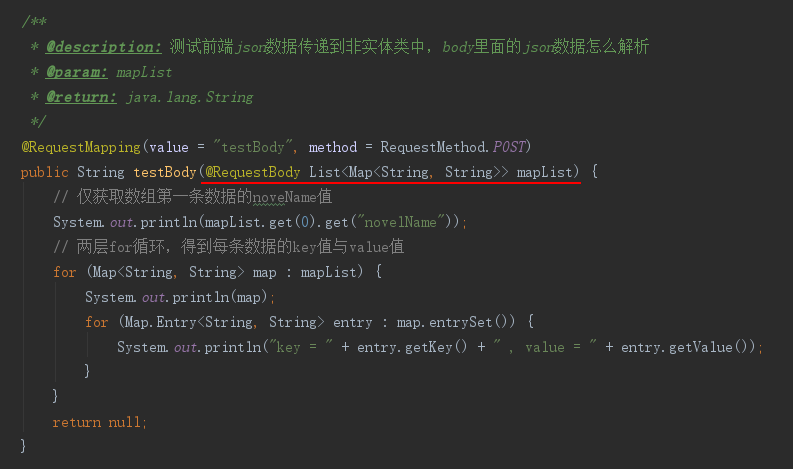 /**
 * @description: 测试前端json数据传递到非实体类中，body里面的json数据怎么解析
 * @param: mapList
 * @return: java.lang.String
 */
@RequestMapping(value = "testBody", method = RequestMethod.POST)
public String testBody(@RequestBody List<Map<String, String>> mapList) {
    // 仅获取数组第一条数据的noveName值
    System.out.println(mapList.get(0).get("novelName"));
    // 两层for循环，得到每条数据的key值与value值
    for (Map<String, String> map : mapList) {
        System.out.println(map);
        for (Map.Entry<String, String> entry : map.entrySet()) {
            System.out.println("key = " + entry.getKey() + " , value = " + entry.getValue());
        }
    }
    return null;
}